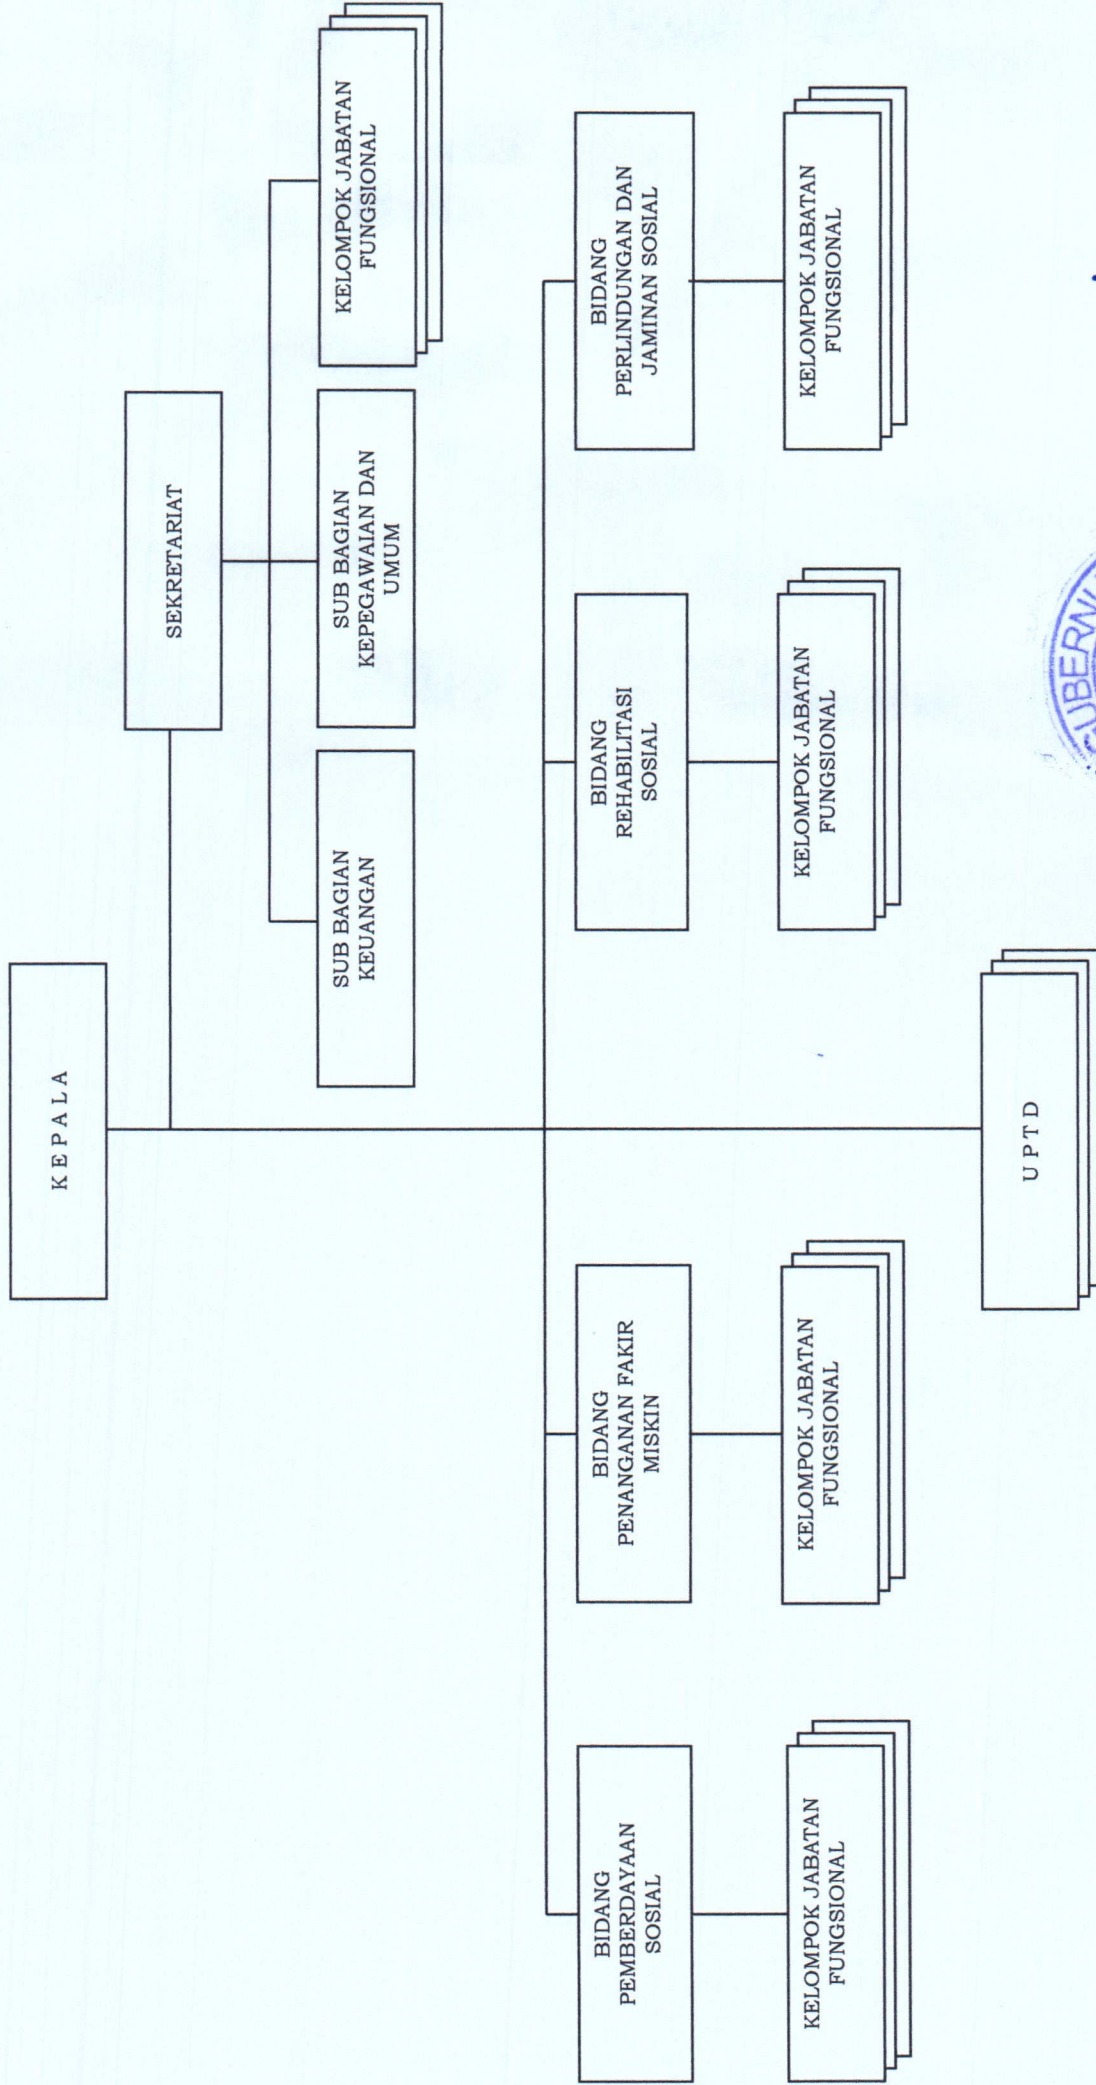 KEPALA
SEKRETARIAT
SUB BAGIAN
KEUANGAN
SUB BAGIAN
KEPEGAWAIAN DAN
UMUM
KELOMPOK JABATAN
FUNGSIONAL
BIDANG
PEMBERDAYAAN
SOSIAL
BIDANG
PENANGANAN FAKIR
MISKIN
BIDANG
REHABILITASI
SOSIAL
BIDANG
PERLINDUNGAN DAN
JAMINAN SOSIAL
KELOMPOK JABATAN
FUNGSIONAL
KELOMPOK JABATAN
FUNGSIONAL
KELOMPOK JABATAN
FUNGSIONAL
KELOMPOK JABATAN
FUNGSIONAL
UPTD